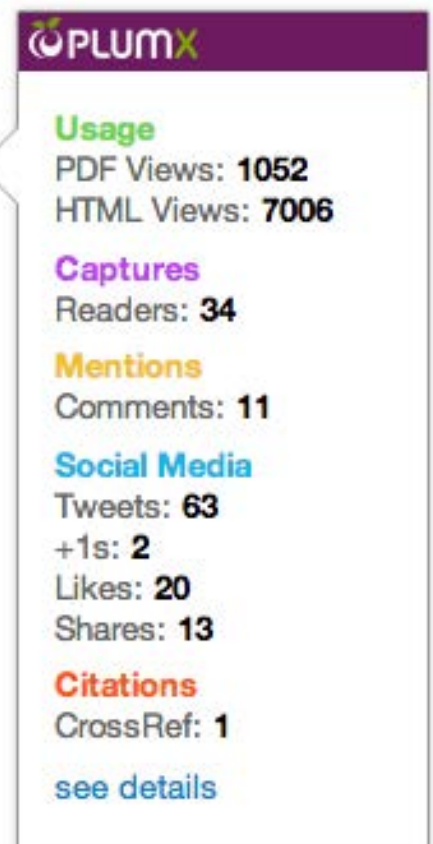 PLUMX
Usage
PDF Views: 1052
HTML Views: 7006
Captures
Readers: 34
Mentions
Comments: 11
Social Media
Tweets: 63
+1s: 2
Likes: 20
Shares: 13
Citations
CrossRef: 1
see details